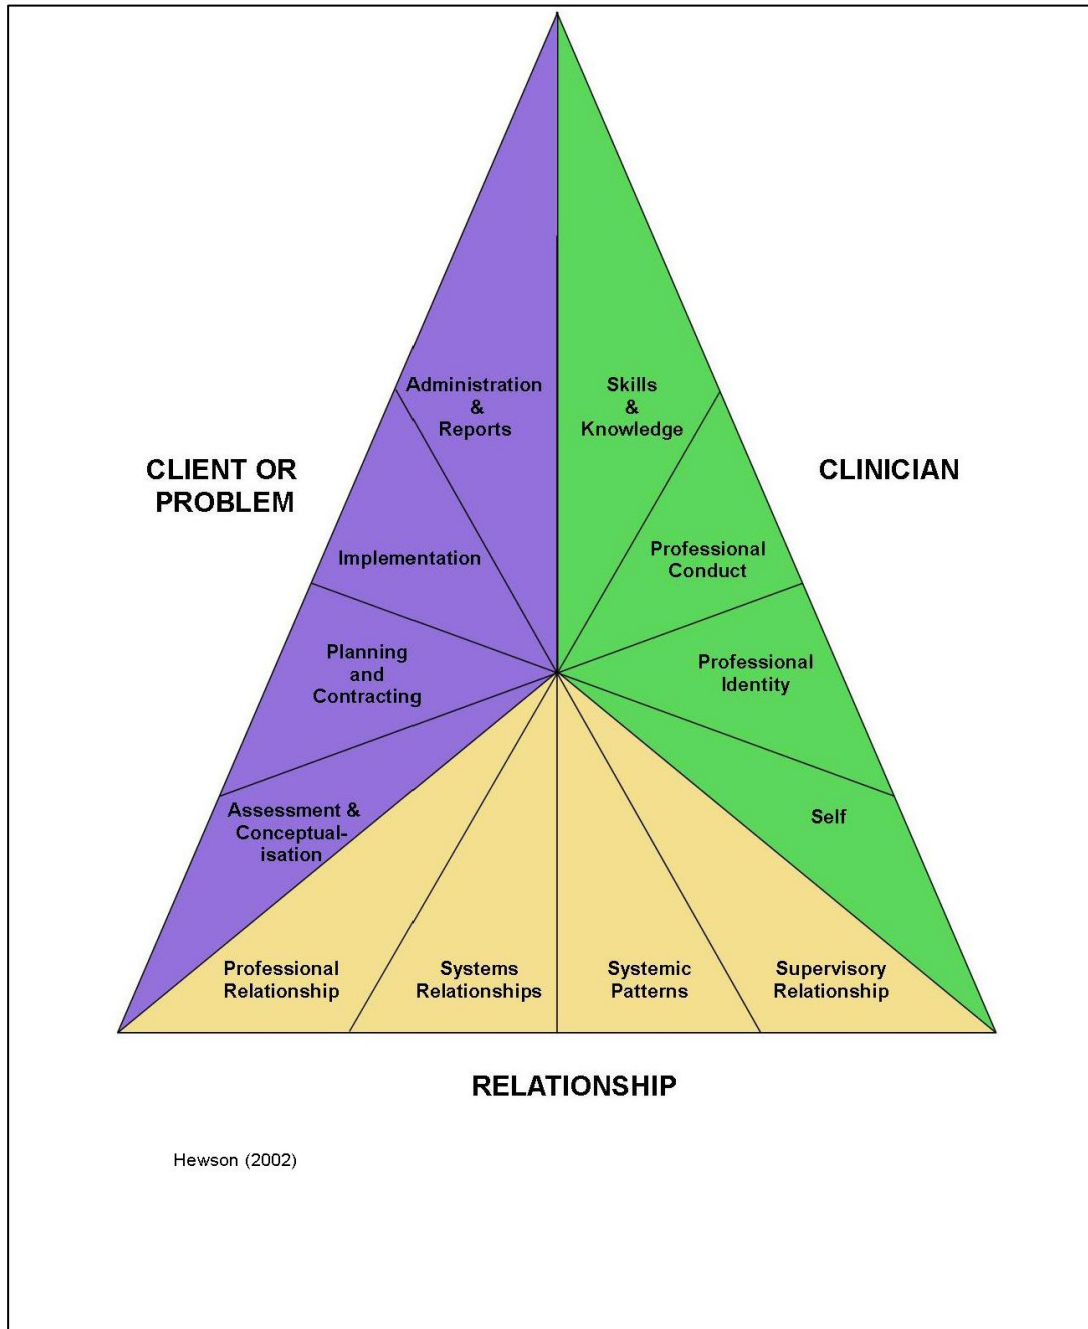 Administration
&
Reports
Skills
&
Knowledge
CLIENT OR
PROBLEM
CLINICIAN
Implementation
Professional
Conduct
Planning
and
Contracting
Professional
Identity
Assessment &
Conceptual-
isation
Self
Professional
Relationship
Systems
Relationships
Systemic
Patterns
Supervisory
Relationship
RELATIONSHIP
Hewson (2002)